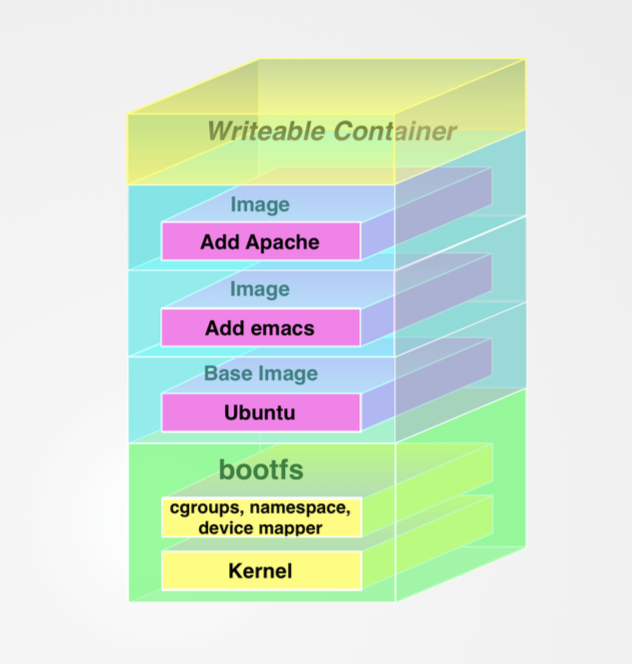 Writeable Container
Image
Add Apache
Image
Add emacs
Base Image
Ubuntu
bootfs
cgroups, namespace,
device mapper
Kernel